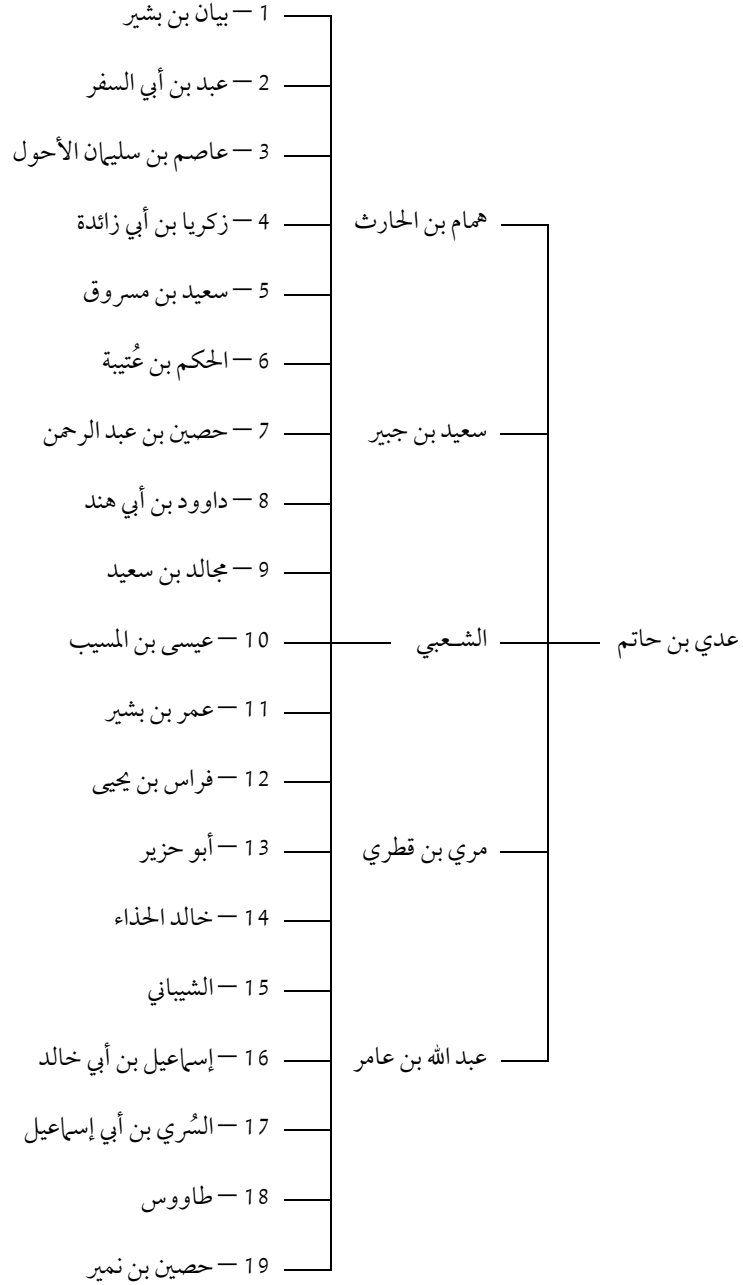 عدي بن حاتم
همام بن الحارث
سعيد بن جبير
الشعبي
مري بن قطري
عبد الله بن عامر
1 – بيان بن بشير
2 – عبد بن أبي السفر
3 – عاصم بن سليمان الأحول
4 – زكريا بن أبي زائدة
5 – سعيد بن مسروق
6 – الحكم بن عُتيبة
7 – حصين بن عبد الرحمن
8 – داوود بن أبي هند
9 – مجالد بن سعيد
10 – عيسى بن المسيب
11 – عمر بن بشير
12 – فراس بن يحيى
13 – أبو حزير
14 – خالد الحذاء
15 – الشيباني
16 – إسماعيل بن أبي خالد
17 – السُري بن أبي إسماعيل
18 – طاووس
19 – حصين بن نمير